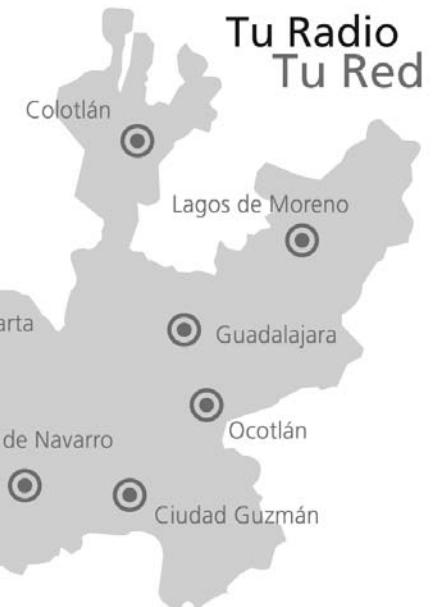 Tu Radio
Tu Red
Colotlán
Lagos de Moreno
arta
Guadalajara
Ocotlán
de Navarro
Ciudad Guzmán